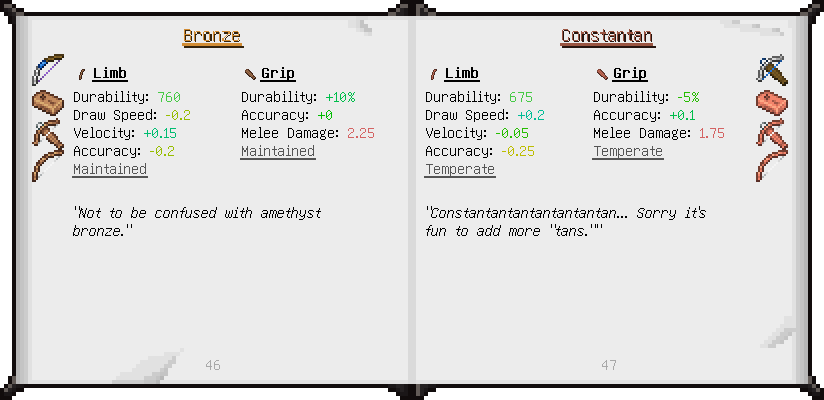 Bronze
Limb
Durability: 760
Draw Speed: -0.2
Velocity: +0.15
Accuracy: -0.2
Maintained
Grip
Durability: +10%
Accuracy: +0
Melee Damage: 2.25
Maintained
"Not to be confused with amethyst
bronze."
46
Constantan
Limb
Durability: 675
Draw Speed: +0.2
Velocity: -0.05
Accuracy: -0.25
Temperate
Grip
Durability: -5%
Accuracy: +0.1
Melee Damage: 1.75
Temperate
"Constantantantantantantan... Sorry it's
fun to add more "tans.""
47